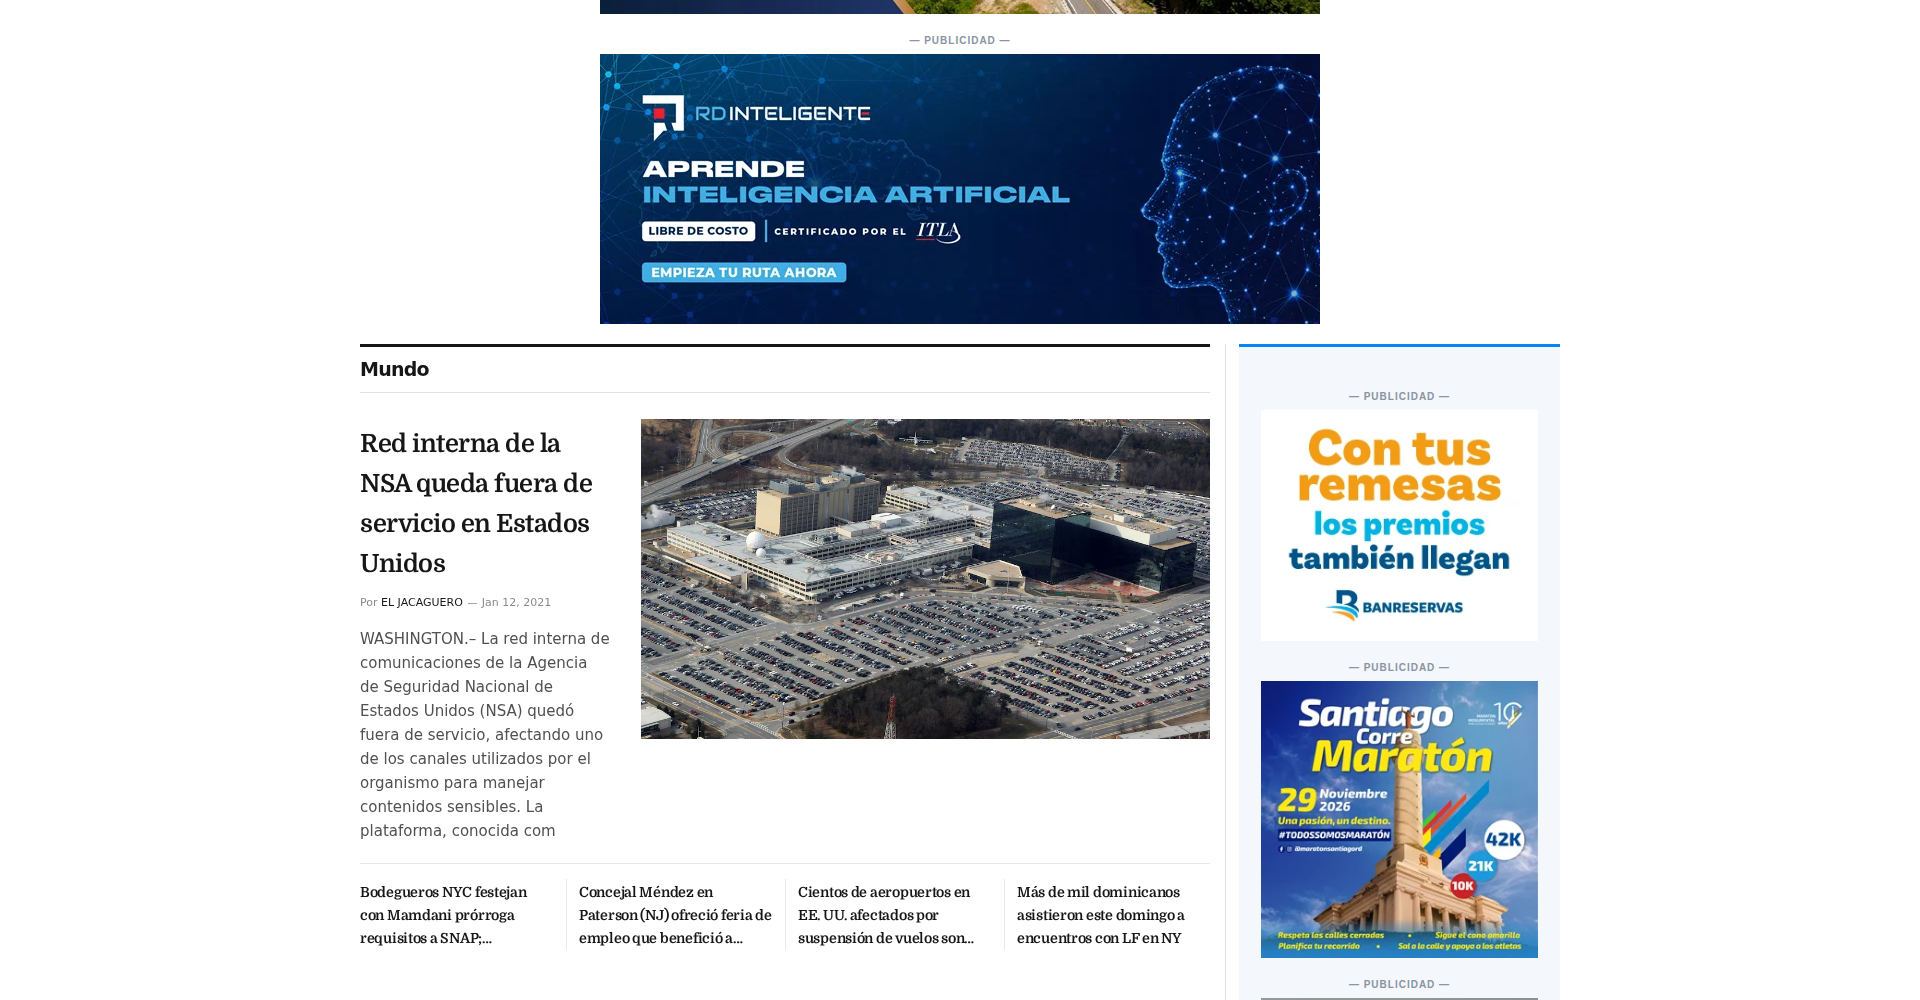 — PUBLICIDAD —
RD INTELIGENTE
APRENDE
INTELIGENCIA ARTIFICIAL
LIBRE DE COSTO
CERTIFICADO POR EL ITLA
EMPIEZA TU RUTA AHORA
Mundo
Red interna de la
NSA queda fuera de
servicio en Estados
Unidos
Por EL JACAGUERO — Jan 12, 2021
WASHINGTON.– La red interna de
comunicaciones de la Agencia
de Seguridad Nacional de
Estados Unidos (NSA) quedó
fuera de servicio, afectando uno
de los canales utilizados por el
organismo para manejar
contenidos sensibles. La
plataforma, conocida com
Bodegueros NYC festejan
con Mamdani prórroga
requisitos a SNAP;...
Concejal Méndez en
Paterson (NJ) ofreció feria de
empleo que benefició a...
Cientos de aeropuertos en
EE. UU. afectados por
suspensión de vuelos son...
Más de mil dominicanos
asistieron este domingo a
encuentros con LF en NY
— PUBLICIDAD —
Con tus
remesas
los premios
también llegan
BANRESERVAS
— PUBLICIDAD —
Santiago
Corre
Maratón
29 Noviembre
2026
Una pasión, un destino.
#TODOSSOMOSMARATÓN
@maratonsantiagord
42K
21K
10K
Respeta las calles cerradas • Sigue el cono amarillo
Planifica tu recorrido • Sal a la calle y apoya a los atletas
— PUBLICIDAD —